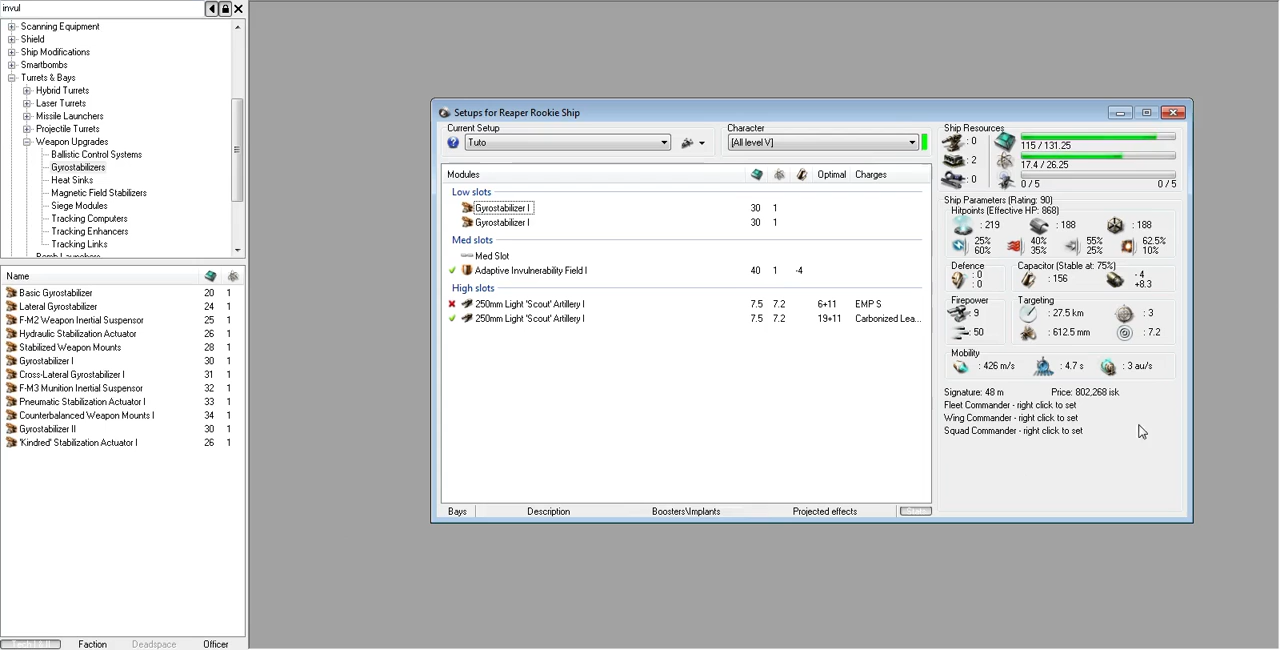 invul
Scanning Equipment
Shield
Ship Modifications
Smartbombs
Turrets & Bays
Hybrid Turrets
Laser Turrets
Missile Launchers
Projectile Turrets
Weapon Upgrades
Ballistic Control Systems
Gyrostabilizers
Heat Sinks
Magnetic Field Stabilizers
Siege Modules
Tracking Computers
Tracking Enhancers
Tracking Links
Name
Basic Gyrostabilizer 20 1
Lateral Gyrostabilizer 24 1
F-M2 Weapon Inertial Suspensor 25 1
Hydraulic Stabilization Actuator 26 1
Stabilized Weapon Mounts 28 1
Gyrostabilizer I 30 1
Cross-Lateral Gyrostabilizer I 31 1
F-M3 Munition Inertial Suspensor 32 1
Pneumatic Stabilization Actuator I 33 1
Counterbalanced Weapon Mounts I 34 1
Gyrostabilizer II 30 1
'Kindred' Stabilization Actuator I 26 1
Faction Deadspace Officer
Setups for Reaper Rookie Ship
Current Setup
Tuto
Character
[All level V]
Modules Optimal Charges
Low slots
Gyrostabilizer I 30 1
Gyrostabilizer I 30 1
Med slots
Med Slot
Adaptive Invulnerability Field I 40 1 -4
High slots
250mm Light 'Scout' Artillery I 7.5 7.2 6+11 EMP S
250mm Light 'Scout' Artillery I 7.5 7.2 19+11 Carbonized Lea...
Bays Description Boosters\Implants Projected effects
Ship Resources
: 0 115 / 131.25
: 2 17.4 / 26.25
: 0 0 / 5 0 / 5
Ship Parameters (Rating: 90)
Hitpoints (Effective HP: 868)
: 219 : 188 : 188
25% 40% 55% 62.5%
60% 35% 25% 10%
Defence Capacitor (Stable at: 75%)
: 0 : 156 - 4
: 0 +8.3
Firepower Targeting
: 9 : 27.5 km : 3
: 50 : 612.5 mm : 7.2
Mobility
: 426 m/s : 4.7 s : 3 au/s
Signature: 48 m Price: 802,268 isk
Fleet Commander - right click to set
Wing Commander - right click to set
Squad Commander - right click to set